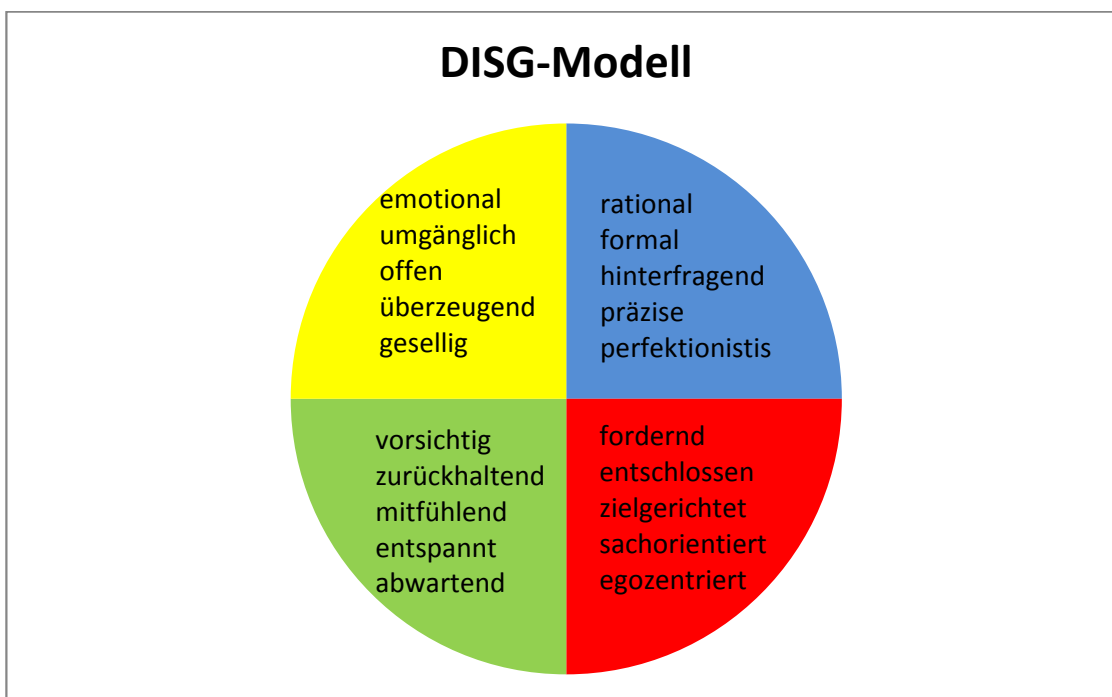 DISG-Modell
emotional
umgänglich
offen
überzeugend
gesellig
rational
formal
hinterfragend
präzise
perfektionistis
vorsichtig
zurückhaltend
mitfühlend
entspannt
abwartend
fordernd
entschlossen
zielgerichtet
sachorientiert
egozentriert